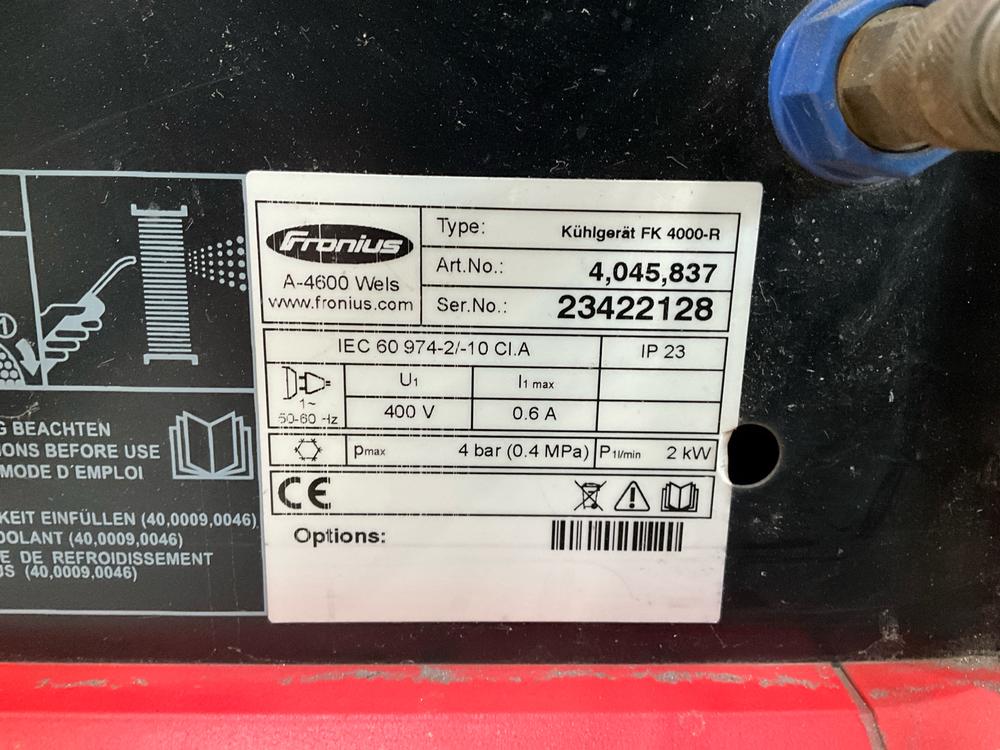 Fronius
A-4600 Wels
www.fronius.com
Type: Kühlgerät FK 4000-R
Art.No.: 4,045,837
Ser.No.: 23422128
IEC 60 974-2/-10 Cl.A IP 23
1~
50-60 Hz
U1 I1 max
400 V 0.6 A
pmax 4 bar (0.4 MPa) P1l/min 2 kW
CE
Options:
1
G BEACHTEN
ONS BEFORE USE
MODE D´EMPLOI
KEIT EINFÜLLEN (40,0009,0046)
OOLANT (40,0009,0046)
E DE REFROIDISSEMENT
(40,0009,0046)